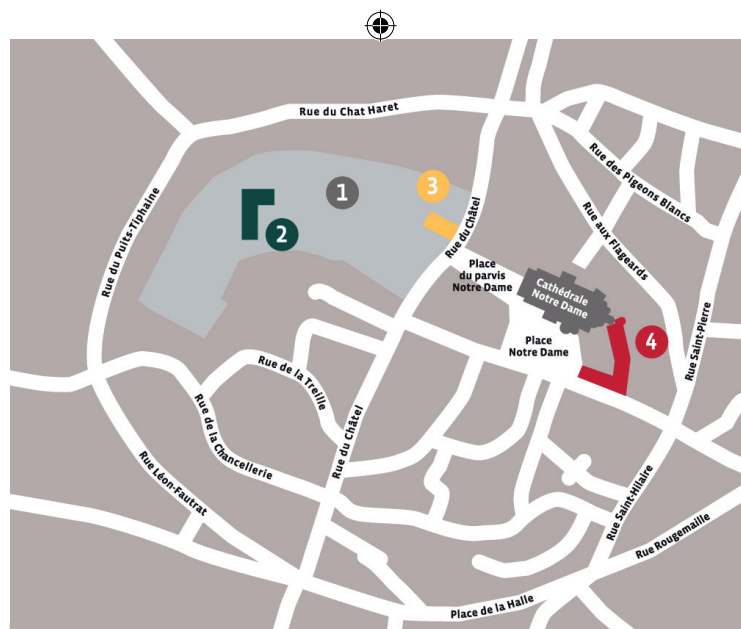 Rue du Chat Haret
Rue des Pigeons Blancs
1
3
2
Rue du Puits-Tiphaine
Rue du Châtel
Rue aux Flageards
Place
du parvis
Notre Dame
Cathédrale
Notre Dame
Place
Notre Dame
4
Rue Saint-Pierre
Rue de la Treille
Rue du Châtel
Rue de la Chancellerie
Rue Léon-Fautrat
Rue Saint-Hilaire
Rue Rougemaille
Place de la Halle